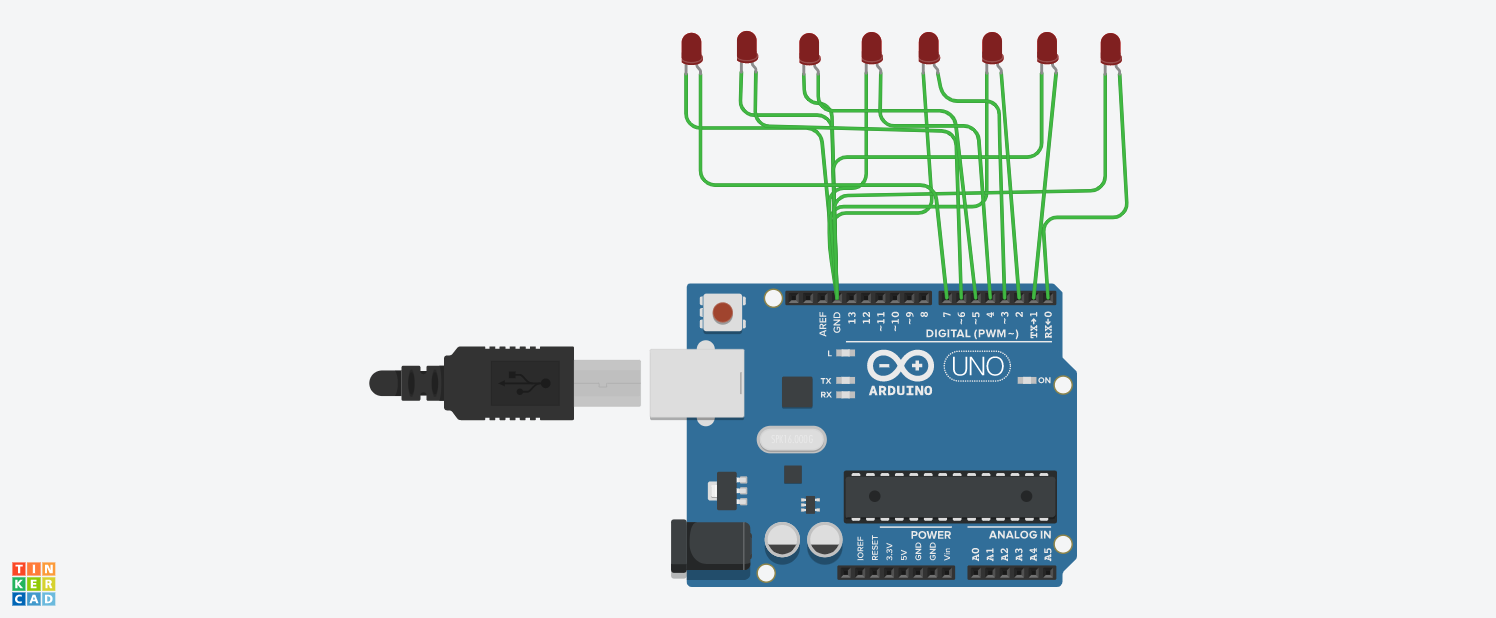 AREF
GND
13
12
~11
~10
~9
8
7
~6
~5
4
~3
2
TX→1
RX←0
DIGITAL (PWM~)
L
TX
RX
UNO
ON
ARDUINO
POWER
ANALOG IN
IOREF
RESET
3.3V
5V
GND
GND
Vin
A0
A1
A2
A3
A4
A5
TIN
KER
CAD